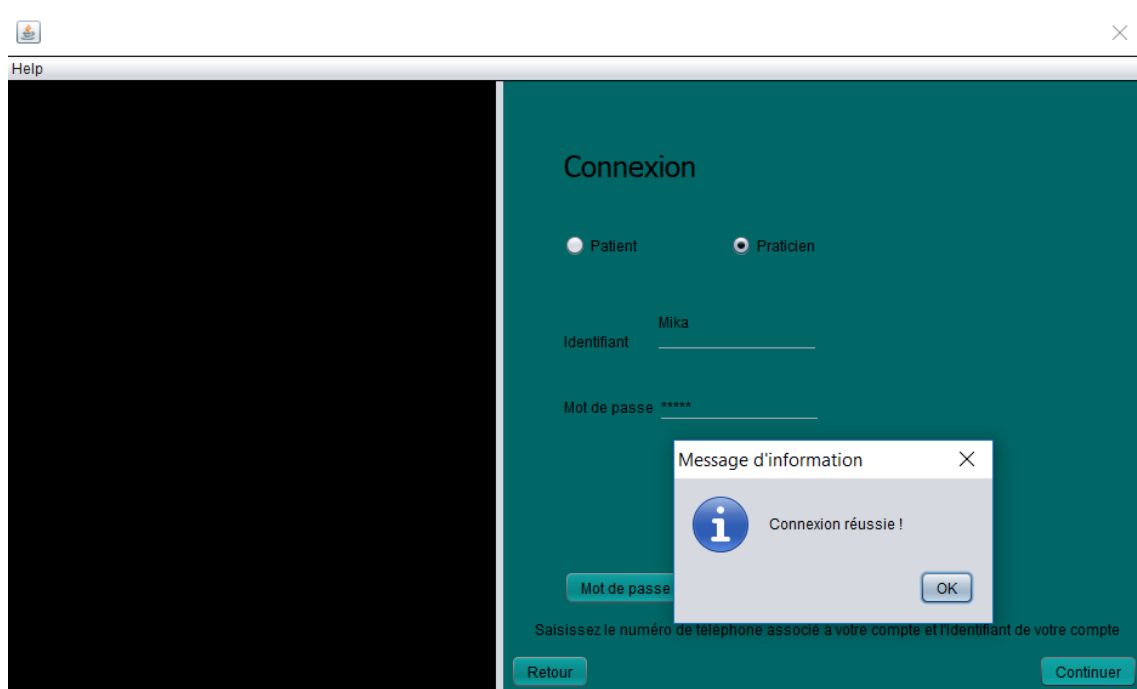 Help
Connexion
Patient
Praticien
Mika
Identifiant
Mot de passe *****
Message d'information
Connexion réussie !
OK
Mot de passe
Saisissez le numéro de téléphone associé à votre compte et l'identifiant de votre compte
Retour
Continuer